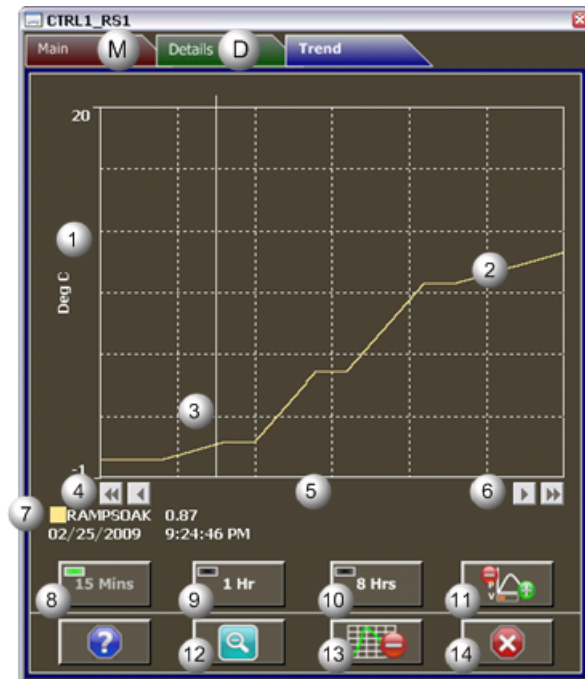 CTRL1_RS1
Main M Details D Trend
20
1
Deg C
2
3
-1
4 5 6
7 RAMPSOAK 0.87
02/25/2009 9:24:46 PM
15 Mins 1 Hr 8 Hrs
8 9 10 11
P
V
?
12 13 14